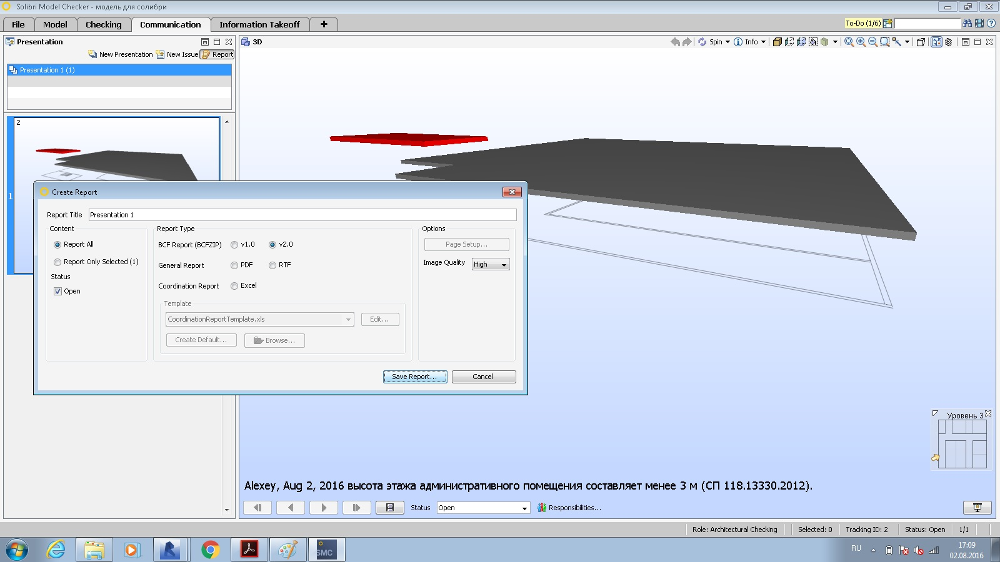 Solibri Model Checker - модель для солибри
File Model Checking Communication Information Takeoff +
To-Do (1/6)
Presentation
New Presentation New Issue Report
Presentation 1 (1)
2
1
3D
Spin Info
Create Report
Report Title Presentation 1
Content
Report All
Report Only Selected (1)
Status
Open
Report Type
BCF Report (BCFZIP) v1.0 v2.0
General Report PDF RTF
Coordination Report Excel
Template
CoordinationReportTemplate.xls Edit...
Create Default... Browse...
Options
Page Setup...
Image Quality High
Save Report... Cancel
Уровень 3
Alexey, Aug 2, 2016 высота этажа административного помещения составляет менее 3 м (СП 118.13330.2012).
Status Open Responsibilities...
Role: Architectural Checking Selected: 0 Tracking ID: 2 Status: Open 1/1
SMC
RU
17:09
02.08.2016